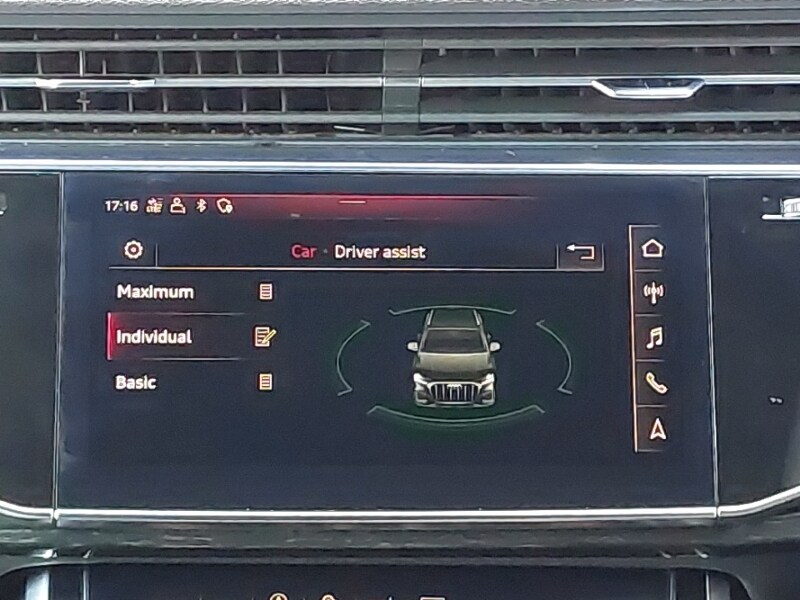 17:16
Car · Driver assist
Maximum
Individual
Basic